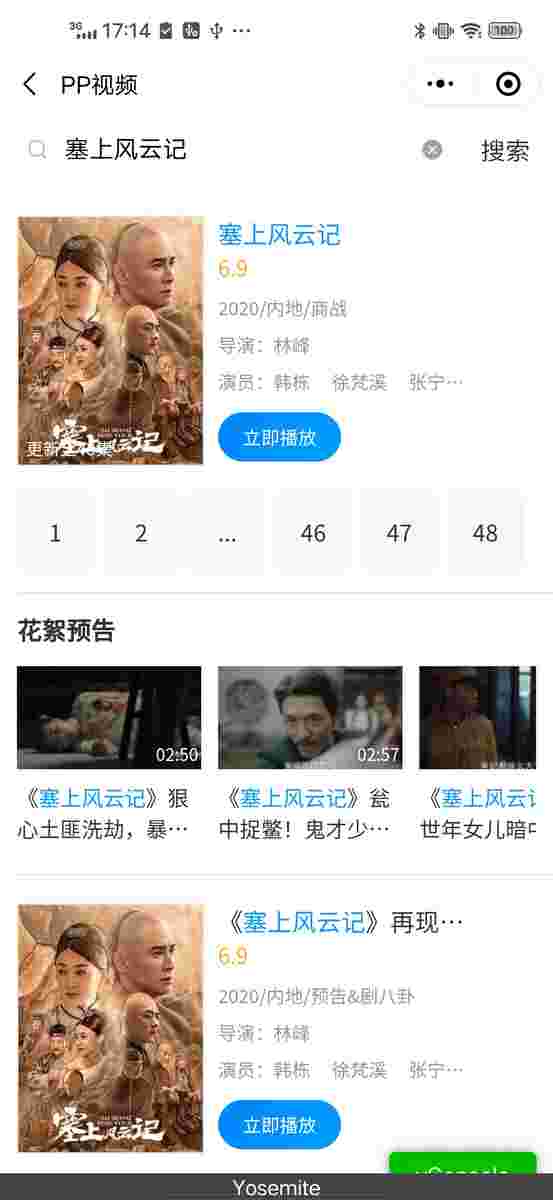 3G 17:14 100
PP视频
塞上风云记 搜索
塞上风云记
6.9
2020/内地/商战
导演：林峰
演员：韩栋 徐梵溪 张宁···
立即播放
塞上风云记
1 2 ... 46 47 48
花絮预告
02:50 02:57
《塞上风云记》狠
心土匪洗劫，暴···
《塞上风云记》瓮
中捉鳖！鬼才少···
《塞上风云
世年女儿暗
《塞上风云记》再现···
6.9
2020/内地/预告&剧八卦
导演：林峰
演员：韩栋 徐梵溪 张宁···
立即播放
塞上风云记
vConsole
Yosemite